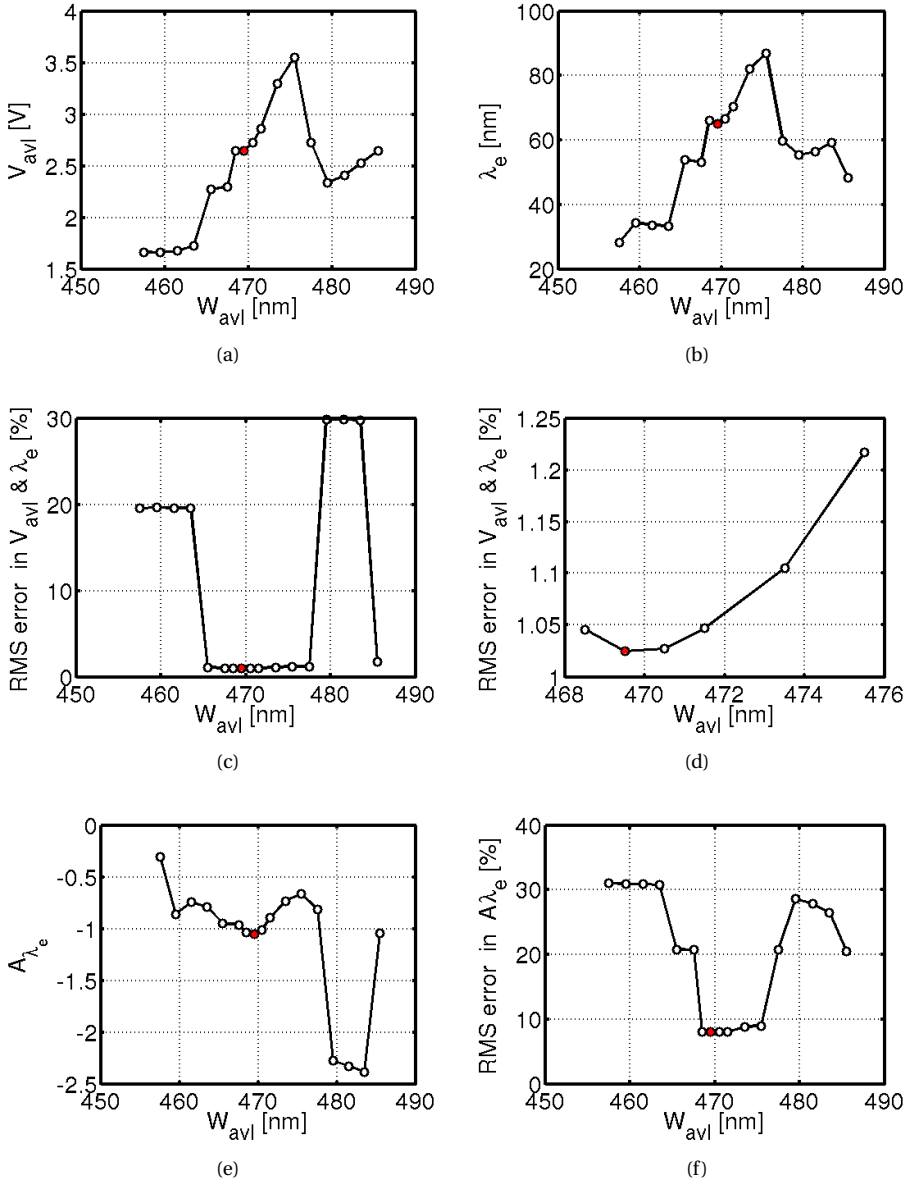 4
3.5
3
2.5
2
1.5
V_avl [V]
450 460 470 480 490
W_avl [nm]
(a)
100
80
60
40
20
λ_e [nm]
450 460 470 480 490
W_avl [nm]
(b)
30
20
10
0
RMS error in V_avl & λ_e [%]
450 460 470 480 490
W_avl [nm]
(c)
1.25
1.2
1.15
1.1
1.05
1
RMS error in V_avl & λ_e [%]
468 470 472 474 476
W_avl [nm]
(d)
0
-0.5
-1
-1.5
-2
-2.5
A_λ_e
450 460 470 480 490
W_avl [nm]
(e)
40
30
20
10
0
RMS error in Aλ_e [%]
450 460 470 480 490
W_avl [nm]
(f)